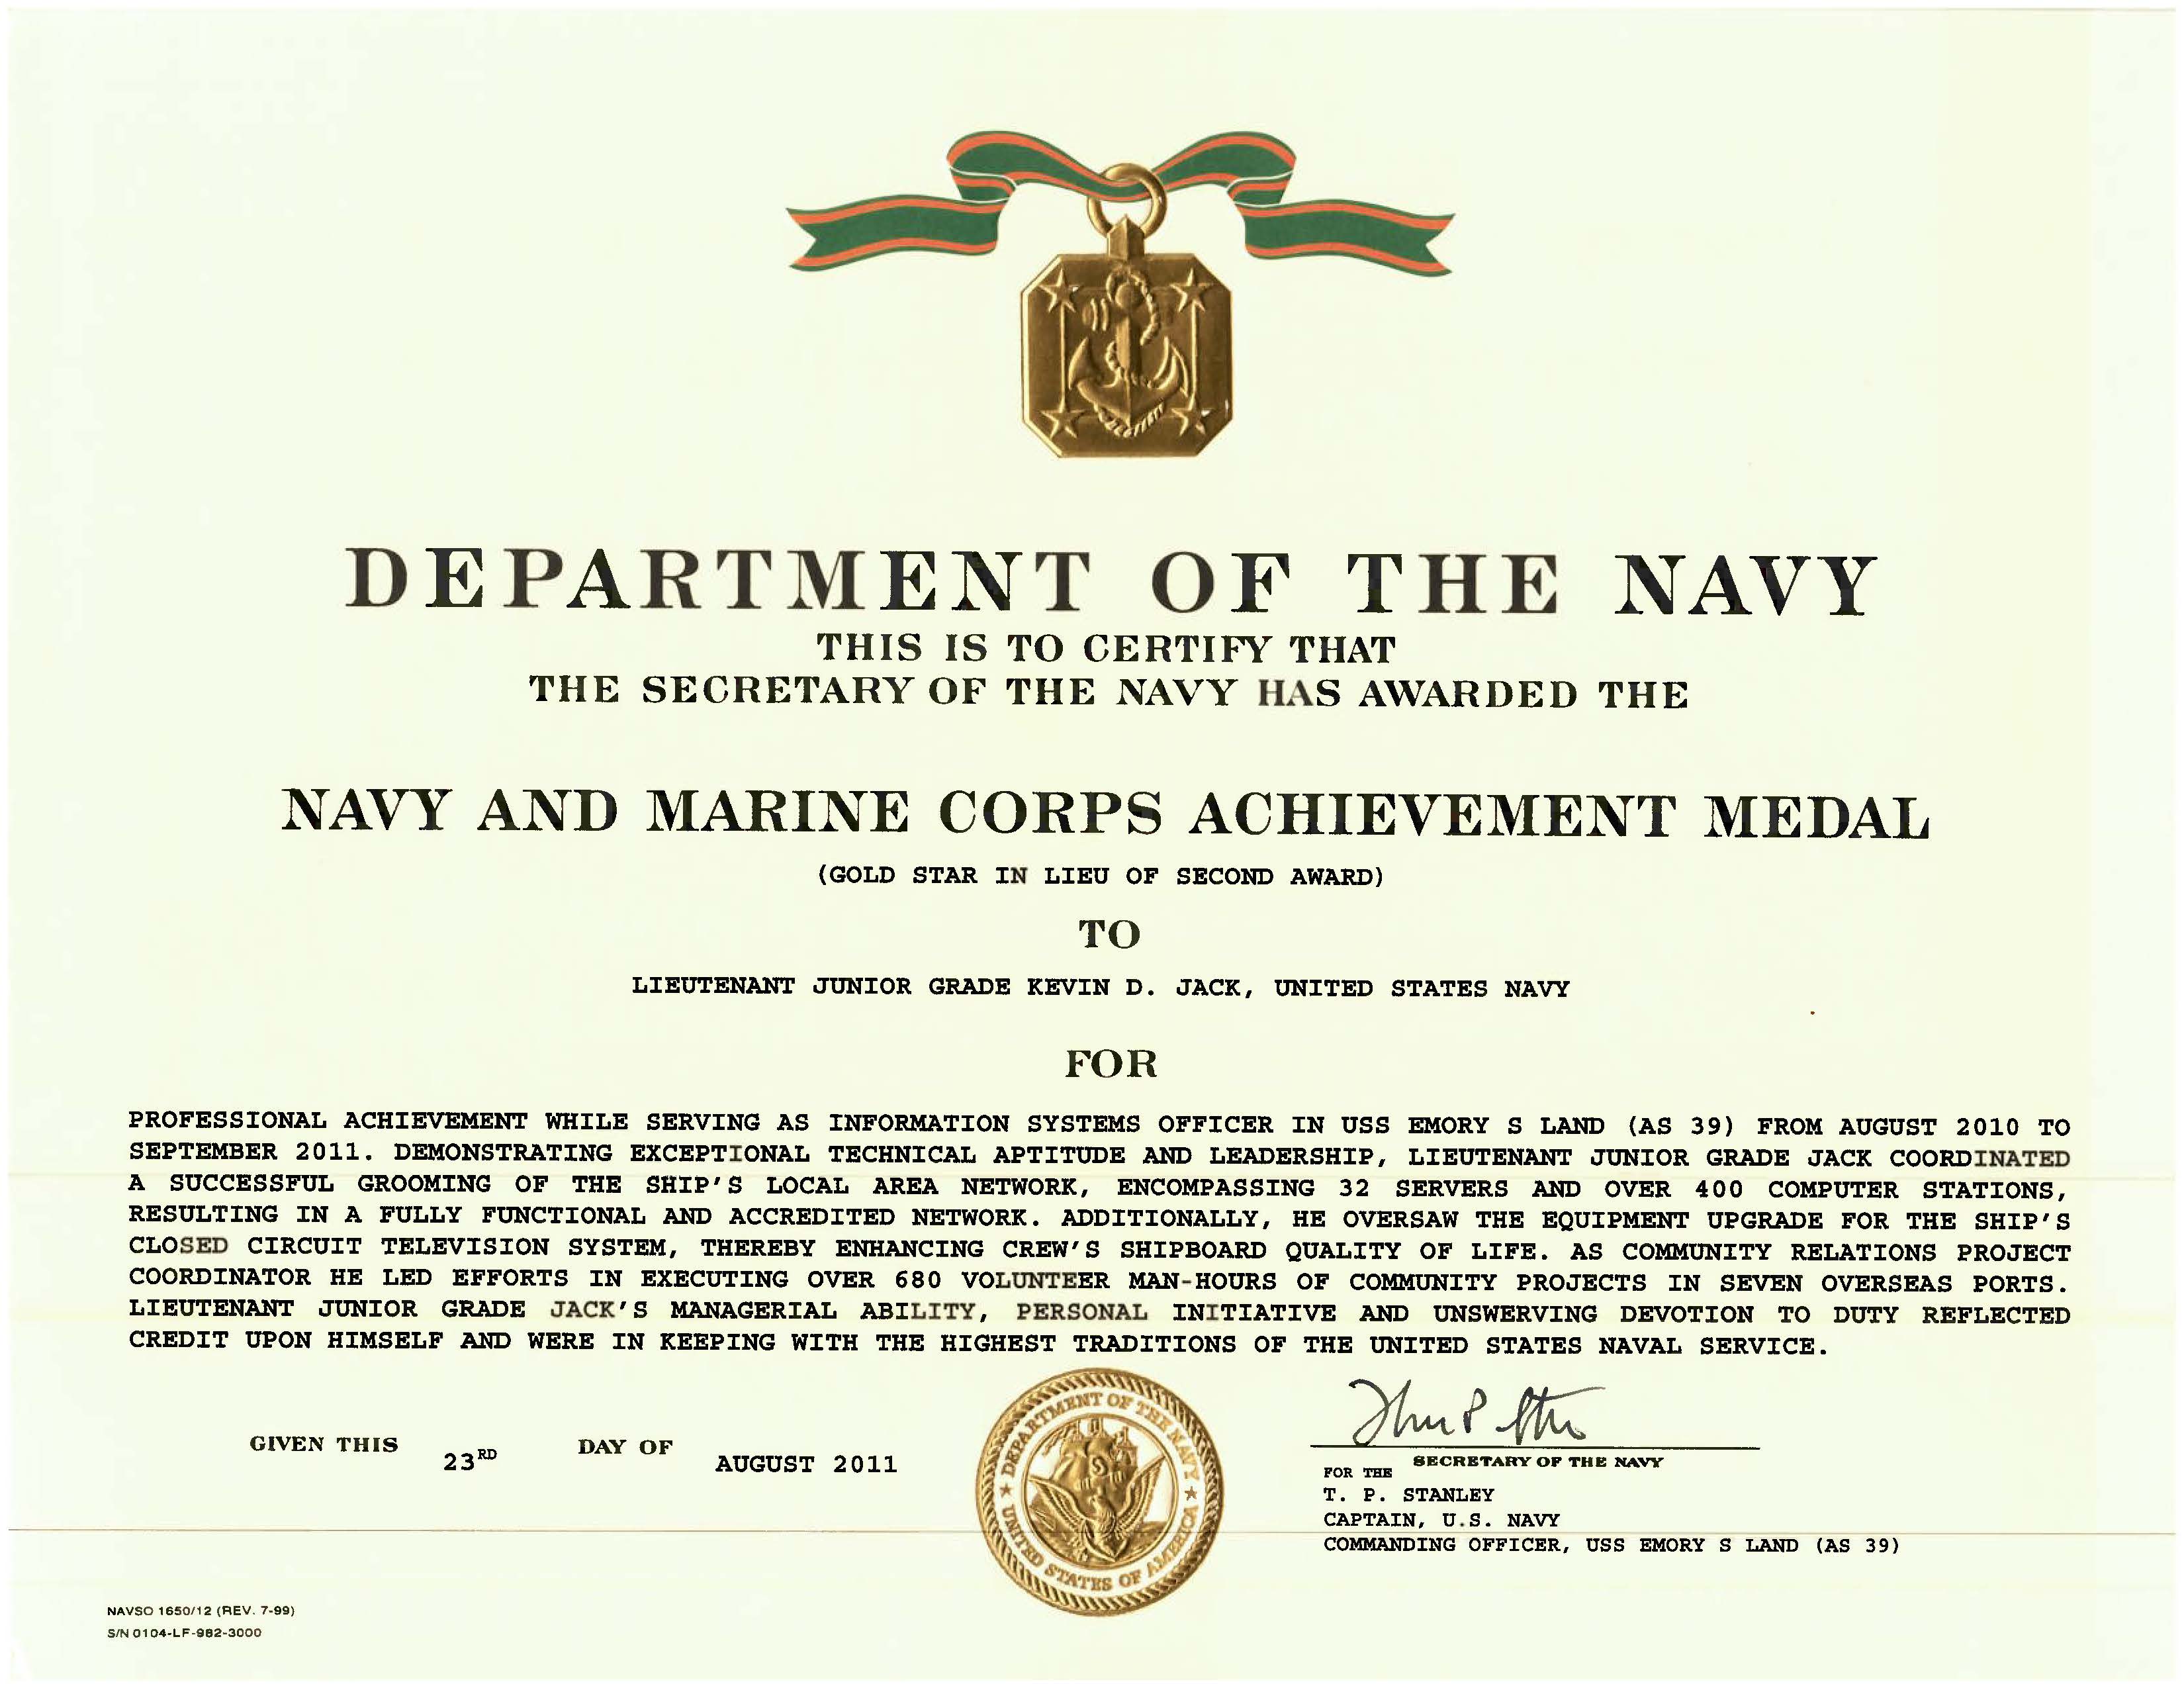 DEPARTMENT OF THE NAVY
THIS IS TO CERTIFY THAT
THE SECRETARY OF THE NAVY HAS AWARDED THE
NAVY AND MARINE CORPS ACHIEVEMENT MEDAL
(GOLD STAR IN LIEU OF SECOND AWARD)
TO
LIEUTENANT JUNIOR GRADE KEVIN D. JACK, UNITED STATES NAVY
FOR
PROFESSIONAL ACHIEVEMENT WHILE SERVING AS INFORMATION SYSTEMS OFFICER IN USS EMORY S LAND (AS 39) FROM AUGUST 2010 TO
SEPTEMBER 2011. DEMONSTRATING EXCEPTIONAL TECHNICAL APTITUDE AND LEADERSHIP, LIEUTENANT JUNIOR GRADE JACK COORDINATED
A SUCCESSFUL GROOMING OF THE SHIP'S LOCAL AREA NETWORK, ENCOMPASSING 32 SERVERS AND OVER 400 COMPUTER STATIONS,
RESULTING IN A FULLY FUNCTIONAL AND ACCREDITED NETWORK. ADDITIONALLY, HE OVERSAW THE EQUIPMENT UPGRADE FOR THE SHIP'S
CLOSED CIRCUIT TELEVISION SYSTEM, THEREBY ENHANCING CREW'S SHIPBOARD QUALITY OF LIFE. AS COMMUNITY RELATIONS PROJECT
COORDINATOR HE LED EFFORTS IN EXECUTING OVER 680 VOLUNTEER MAN-HOURS OF COMMUNITY PROJECTS IN SEVEN OVERSEAS PORTS.
LIEUTENANT JUNIOR GRADE JACK'S MANAGERIAL ABILITY, PERSONAL INITIATIVE AND UNSWERVING DEVOTION TO DUTY REFLECTED
CREDIT UPON HIMSELF AND WERE IN KEEPING WITH THE HIGHEST TRADITIONS OF THE UNITED STATES NAVAL SERVICE.
GIVEN THIS 23RD DAY OF AUGUST 2011
DEPARTMENT OF THE NAVY
UNITED STATES OF AMERICA
FOR THE SECRETARY OF THE NAVY
T. P. STANLEY
CAPTAIN, U.S. NAVY
COMMANDING OFFICER, USS EMORY S LAND (AS 39)
NAVSO 1650/12 (REV. 7-99)
S/N 0104-LF-982-3000